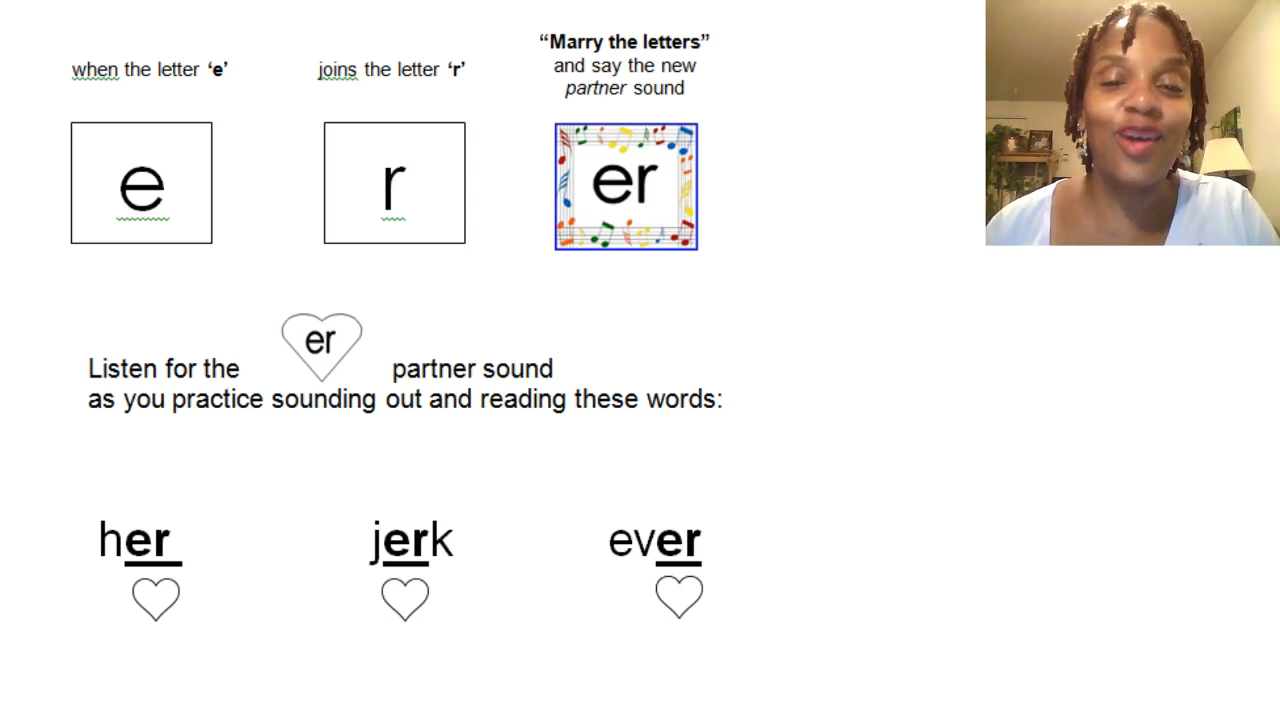 when the letter ‘e’
joins the letter ‘r’
“Marry the letters”
and say the new
partner sound
e
r
er
er
Listen for the partner sound
as you practice sounding out and reading these words:
her
jerk
ever